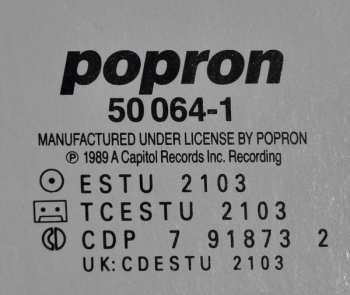 popron
50 064-1
MANUFACTURED UNDER LICENSE BY POPRON
℗ 1989 A Capitol Records Inc. Recording
ESTU 2103
TCESTU 2103
CDP 7 91873 2
UK: CDESTU 2103